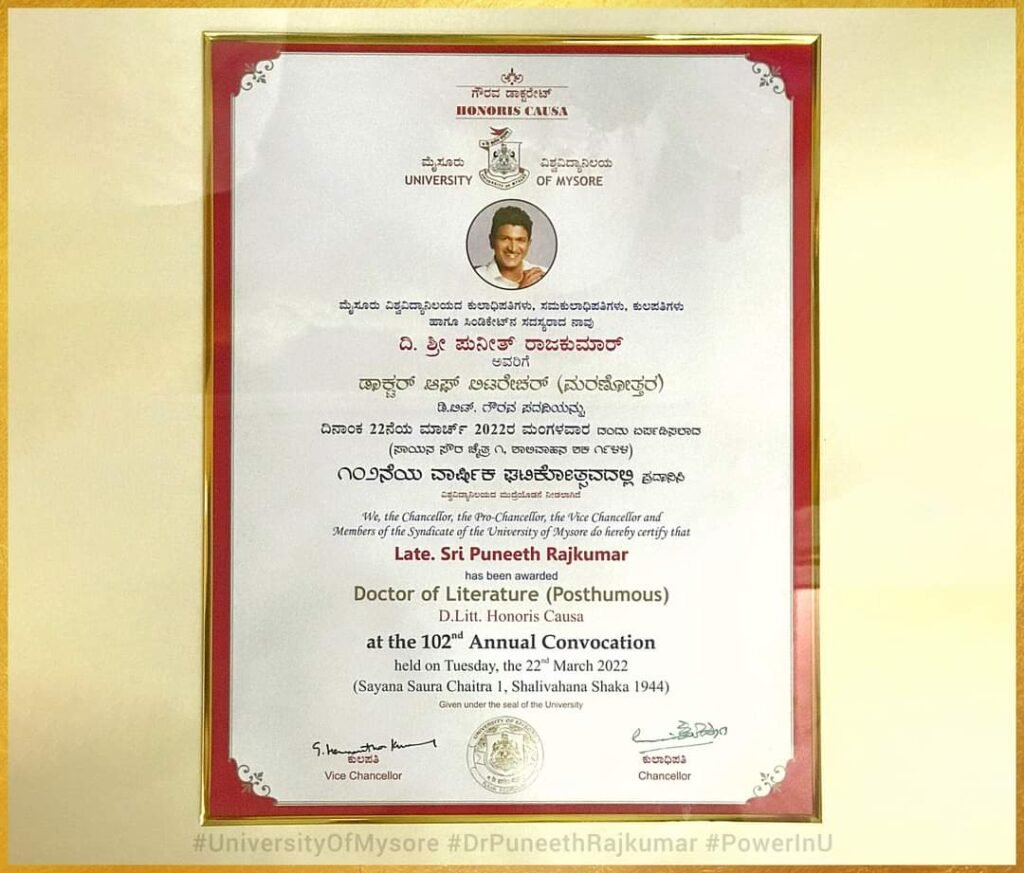 ಗೌರವ ಡಾಕ್ಟರೇಟ್
HONORIS CAUSA
ಮೈಸೂರು ವಿಶ್ವವಿದ್ಯಾನಿಲಯ
UNIVERSITY OF MYSORE
ಮೈಸೂರು ವಿಶ್ವವಿದ್ಯಾನಿಲಯದ ಕುಲಾಧಿಪತಿಗಳು, ಸಮಕುಲಾಧಿಪತಿಗಳು, ಕುಲಪತಿಗಳು
ಹಾಗೂ ಸಿಂಡಿಕೇಟ್‌ನ ಸದಸ್ಯರಾದ ನಾವು
ದಿ. ಶ್ರೀ ಪುನೀತ್ ರಾಜಕುಮಾರ್
ಅವರಿಗೆ
ಡಾಕ್ಟರ್ ಆಫ್ ಲಿಟರೇಚರ್ (ಮರಣೋತ್ತರ)
ಡಿ.ಲಿಟ್. ಗೌರವ ಪದವಿಯನ್ನು
ದಿನಾಂಕ 22ನೆಯ ಮಾರ್ಚ್ 2022ರ ಮಂಗಳವಾರ ದಂದು ಏರ್ಪಡಿಸಲಾದ
(ಸಾಯನ ಸೌರ ಚೈತ್ರ ೧, ಶಾಲಿವಾಹನ ಶಕ ೧೯೪೪)
೧೦೨ನೆಯ ವಾರ್ಷಿಕ ಘಟಿಕೋತ್ಸವದಲ್ಲಿ ಪ್ರದಾನಿಸಿ
ವಿಶ್ವವಿದ್ಯಾನಿಲಯದ ಮುದ್ರೆಯೊಡನೆ ನೀಡಲಾಗಿದೆ
We, the Chancellor, the Pro-Chancellor, the Vice Chancellor and
Members of the Syndicate of the University of Mysore do hereby certify that
Late. Sri Puneeth Rajkumar
has been awarded
Doctor of Literature (Posthumous)
D.Litt. Honoris Causa
at the 102nd Annual Convocation
held on Tuesday, the 22nd March 2022
(Sayana Saura Chaitra 1, Shalivahana Shaka 1944)
Given under the seal of the University
ಕುಲಪತಿ
Vice Chancellor
ಕುಲಾಧಿಪತಿ
Chancellor
#UniversityOfMysore #DrPuneethRajkumar #PowerInU